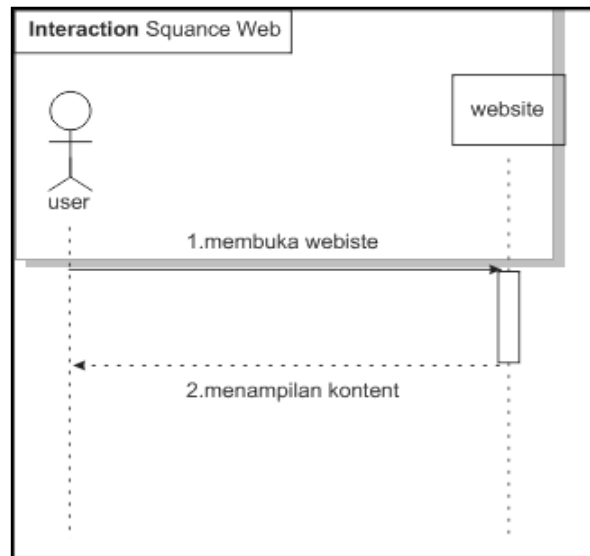 Interaction Squance Web
website
user
1.membuka webiste
2.menampilan kontent